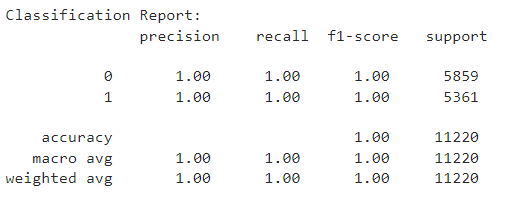 Classification Report:
precision recall f1-score support
0 1.00 1.00 1.00 5859
1 1.00 1.00 1.00 5361
accuracy 1.00 11220
macro avg 1.00 1.00 1.00 11220
weighted avg 1.00 1.00 1.00 11220